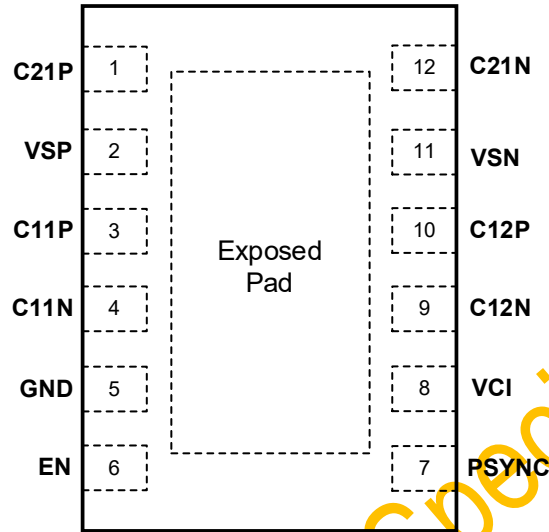 C21P 1 12 C21N
VSP 2 11 VSN
C11P 3 10 C12P
Exposed
Pad
C11N 4 9 C12N
GND 5 8 VCI
EN 6 7 PSYNC
Speci